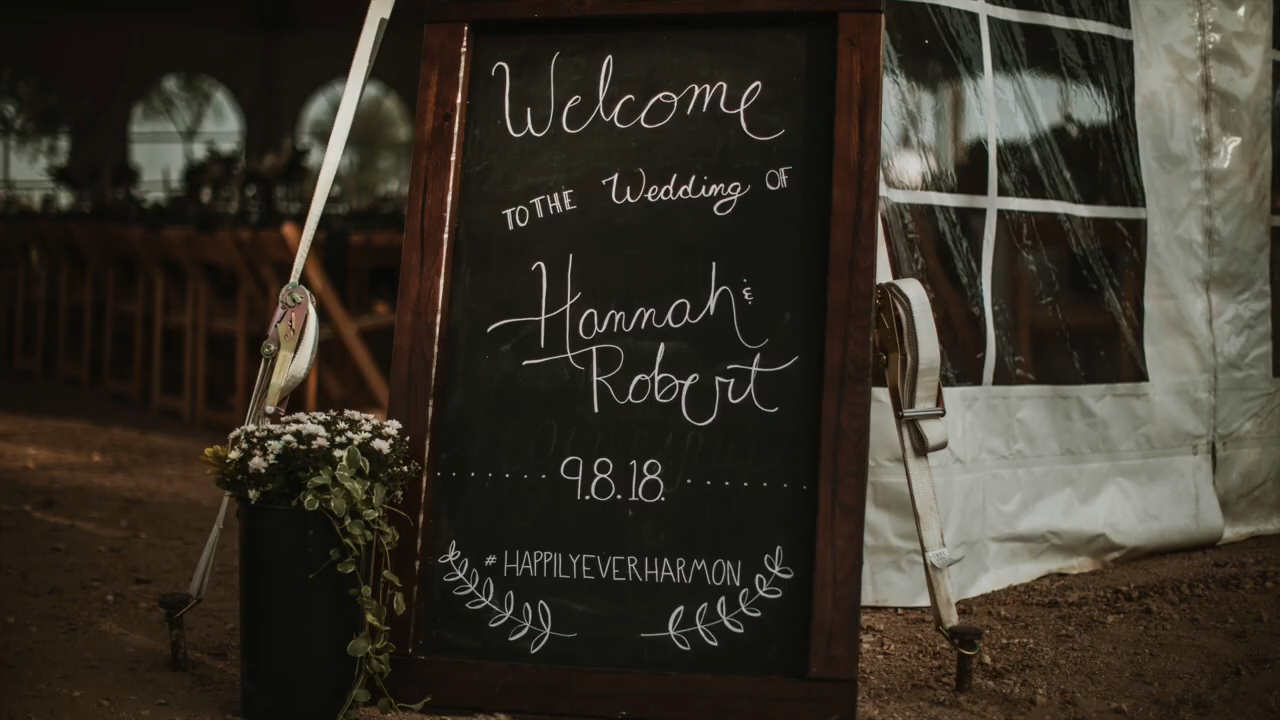 Welcome
TO THE Wedding OF
Hannah &
Robert
9.8.18.
#HAPPILYEVERHARMON